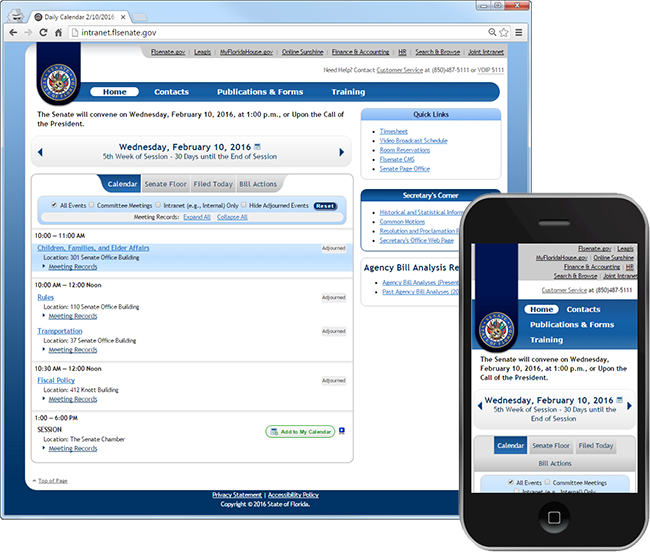 Daily Calendar 2/10/2016
intranet.flsenate.gov
Flsenate.gov | Leagis | MyFloridaHouse.gov | Online Sunshine | Finance & Accounting | HR | Search & Browse | Joint Intranet
Need Help? Contact Customer Service at (850)487-5111 or VOIP 5111
Home Contacts Publications & Forms Training
The Senate will convene on Wednesday, February 10, 2016, at 1:00 p.m., or Upon the Call of
the President.
Wednesday, February 10, 2016
5th Week of Session - 30 Days until the End of Session
Calendar Senate Floor Filed Today Bill Actions
All Events Committee Meetings Intranet (e.g., Internal) Only Hide Adjourned Events Reset
Meeting Records: Expand All Collapse All
10:00 — 11:00 AM
Children, Families, and Elder Affairs Adjourned
Location: 301 Senate Office Building
Meeting Records
10:00 AM — 12:00 Noon
Rules Adjourned
Location: 110 Senate Office Building
Meeting Records
Transportation Adjourned
Location: 37 Senate Office Building
Meeting Records
10:30 AM — 12:00 Noon
Fiscal Policy Adjourned
Location: 412 Knott Building
Meeting Records
1:00 — 6:00 PM
SESSION Add to My Calendar
Location: The Senate Chamber
Meeting Records
Top of Page
Quick Links
Timesheet
Video Broadcast Schedule
Room Reservations
Flsenate CMS
Senate Page Office
Secretary's Corner
Historical and Statistical Inform
Common Motions
Resolution and Proclamation F
Secretary's Office Web Page
Agency Bill Analysis Re
Agency Bill Analyses (Present
Past Agency Bill Analyses (20
Privacy Statement | Accessibility Policy
Copyright © 2016 State of Florida.
Flsenate.gov | Leagis
MyFloridaHouse.gov | Online Sunshine
Finance & Accounting | HR
Search & Browse | Joint Intranet
Customer Service at (850)487-5111
Home Contacts
Publications & Forms
Training
The Senate will convene on Wednesday,
February 10, 2016, at 1:00 p.m., or Upon the
Call of the President.
Wednesday, February 10, 2016
5th Week of Session - 30 Days until the
End of Session
Calendar Senate Floor Filed Today
Bill Actions
All Events Committee Meetings
Intranet (e.g., Internal) Only